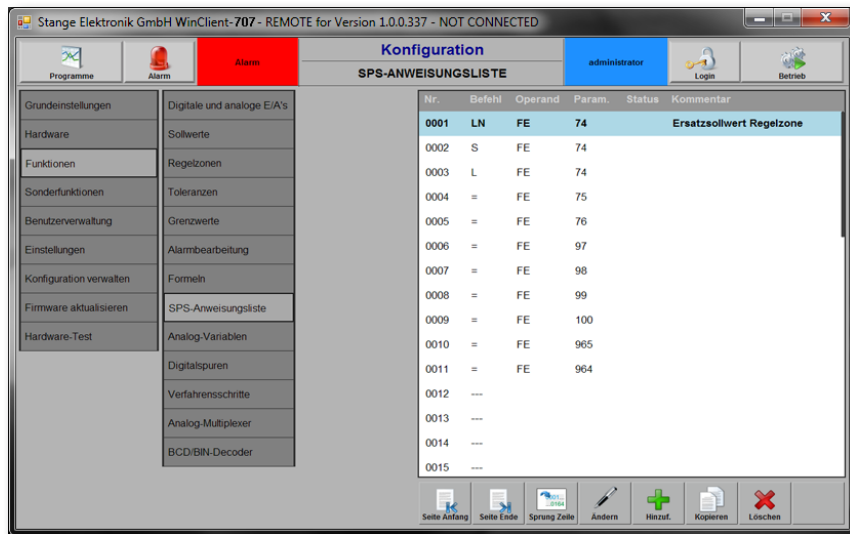 Stange Elektronik GmbH WinClient-707 - REMOTE for Version 1.0.0.337 - NOT CONNECTED
Programme
Alarm
Alarm
Konfiguration
SPS-ANWEISUNGSLISTE
administrator
Login
Betrieb
Grundeinstellungen
Hardware
Funktionen
Sonderfunktionen
Benutzerverwaltung
Einstellungen
Konfiguration verwalten
Firmware aktualisieren
Hardware-Test
Digitale und analoge E/A's
Sollwerte
Regelzonen
Toleranzen
Grenzwerte
Alarmbearbeitung
Formeln
SPS-Anweisungsliste
Analog-Variablen
Digitalspuren
Verfahrensschritte
Analog-Multiplexer
BCD/BIN-Decoder
Nr. Befehl Operand Param. Status Kommentar
0001 LN FE 74 Ersatzsollwert Regelzone
0002 S FE 74
0003 L FE 74
0004 = FE 75
0005 = FE 76
0006 = FE 97
0007 = FE 98
0008 = FE 99
0009 = FE 100
0010 = FE 965
0011 = FE 964
0012 ---
0013 ---
0014 ---
0015 ---
Seite Anfang
Seite Ende
Sprung Zeile
Ändern
Hinzuf.
Kopieren
Löschen